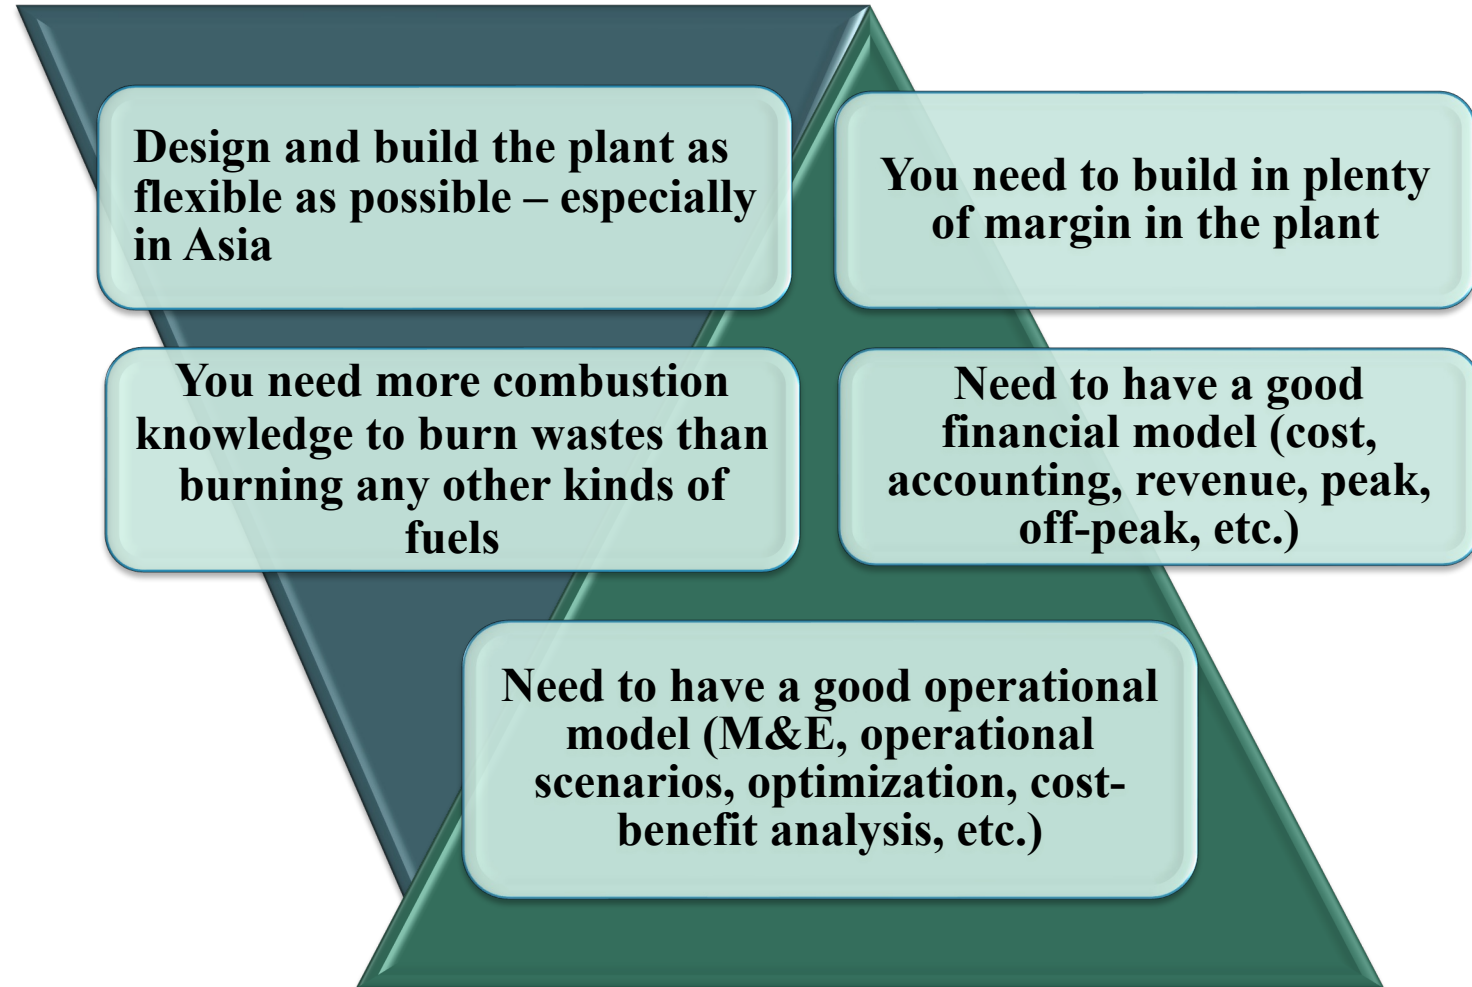 Design and build the plant as
flexible as possible – especially
in Asia
You need to build in plenty
of margin in the plant
You need more combustion
knowledge to burn wastes than
burning any other kinds of
fuels
Need to have a good
financial model (cost,
accounting, revenue, peak,
off-peak, etc.)
Need to have a good operational
model (M&E, operational
scenarios, optimization, cost-
benefit analysis, etc.)